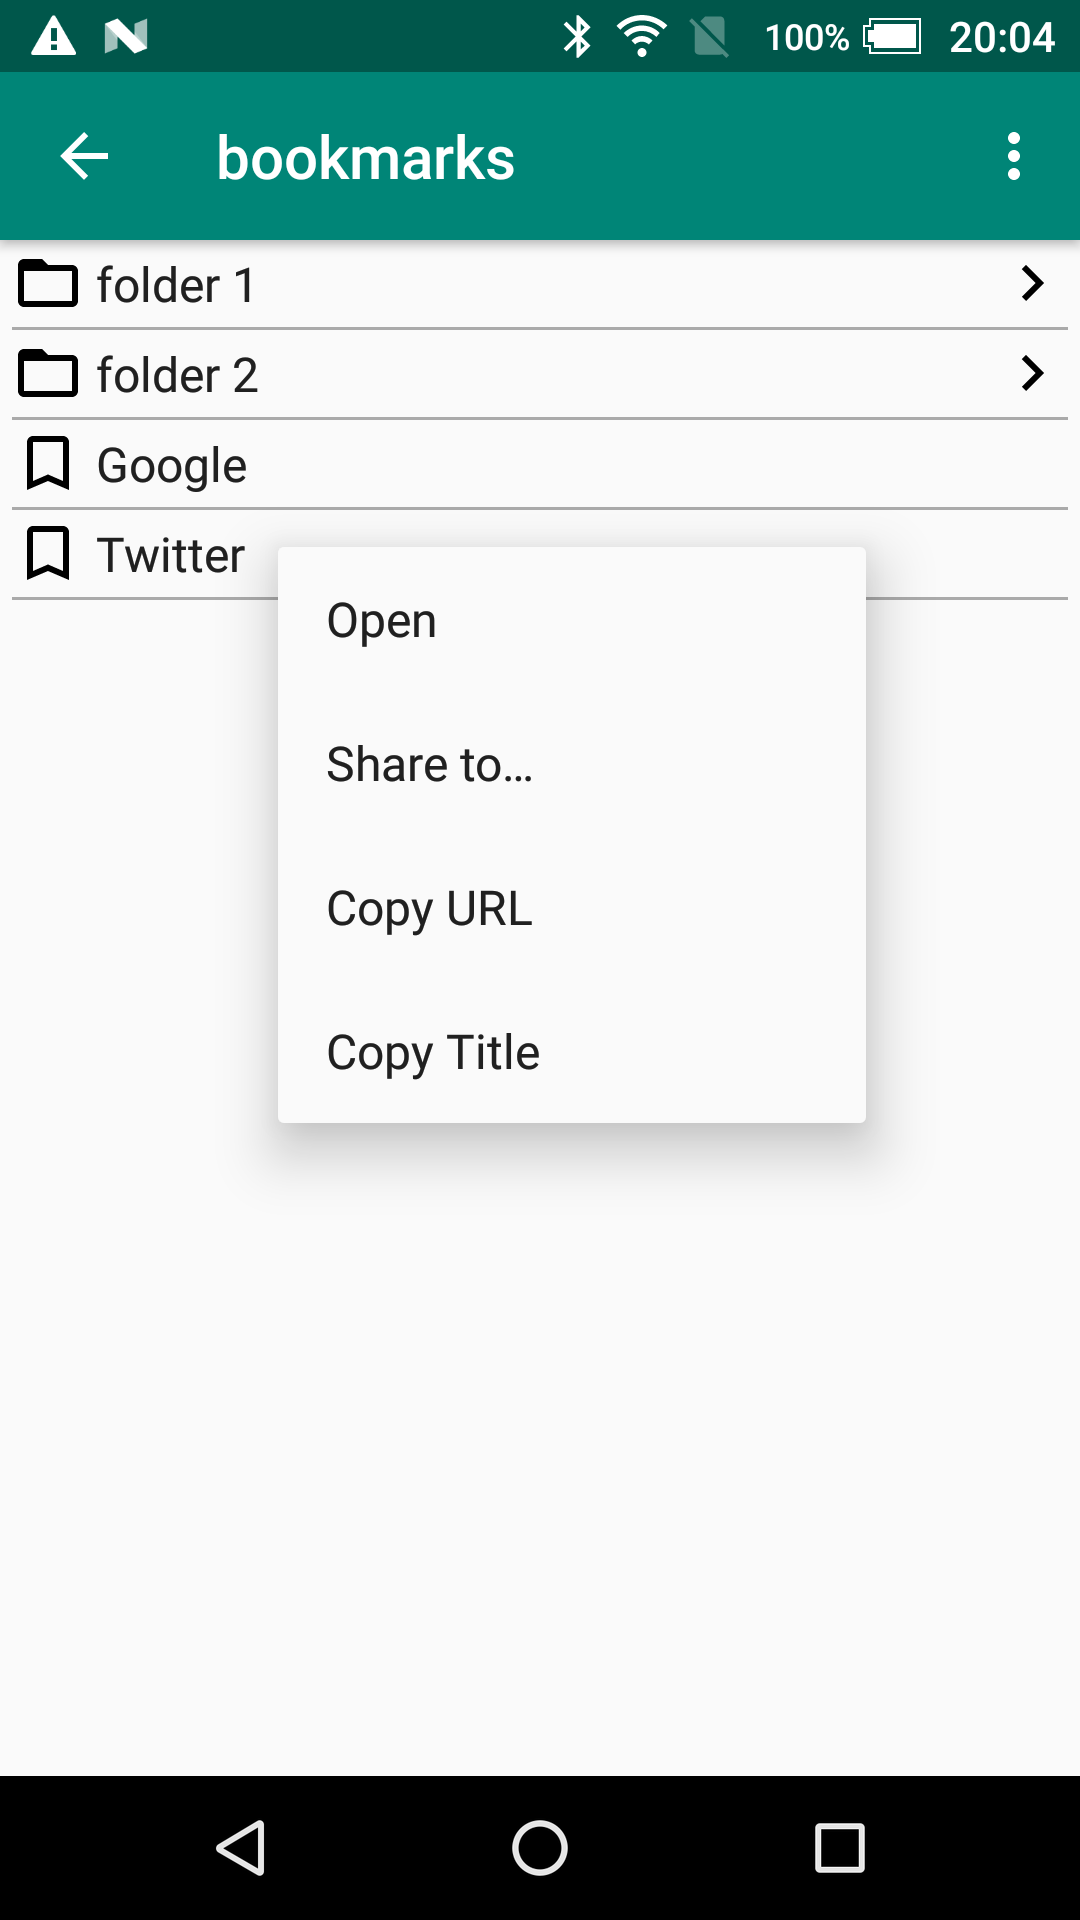 100% 20:04
bookmarks
folder 1
folder 2
Google
Twitter
Open
Share to...
Copy URL
Copy Title